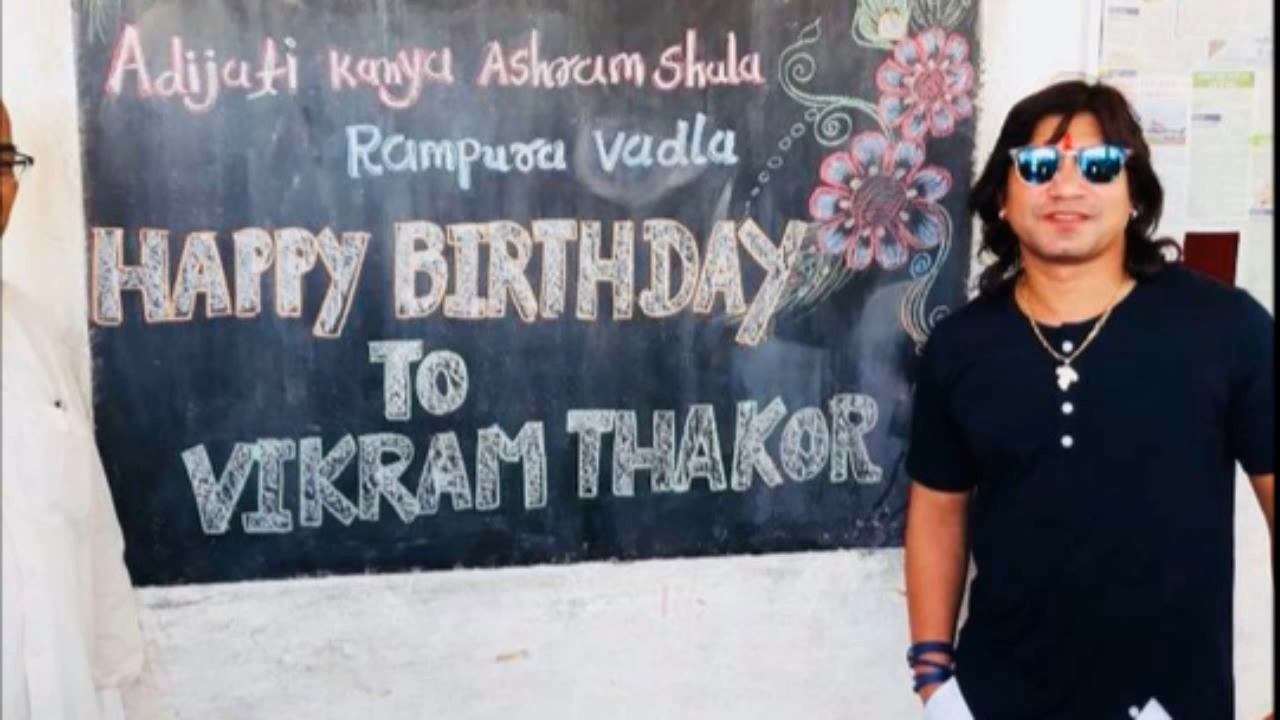 Adijati Kanya Ashram Shala
Rampura Vadla
HAPPY BIRTHDAY
TO
VIKRAM THAKOR